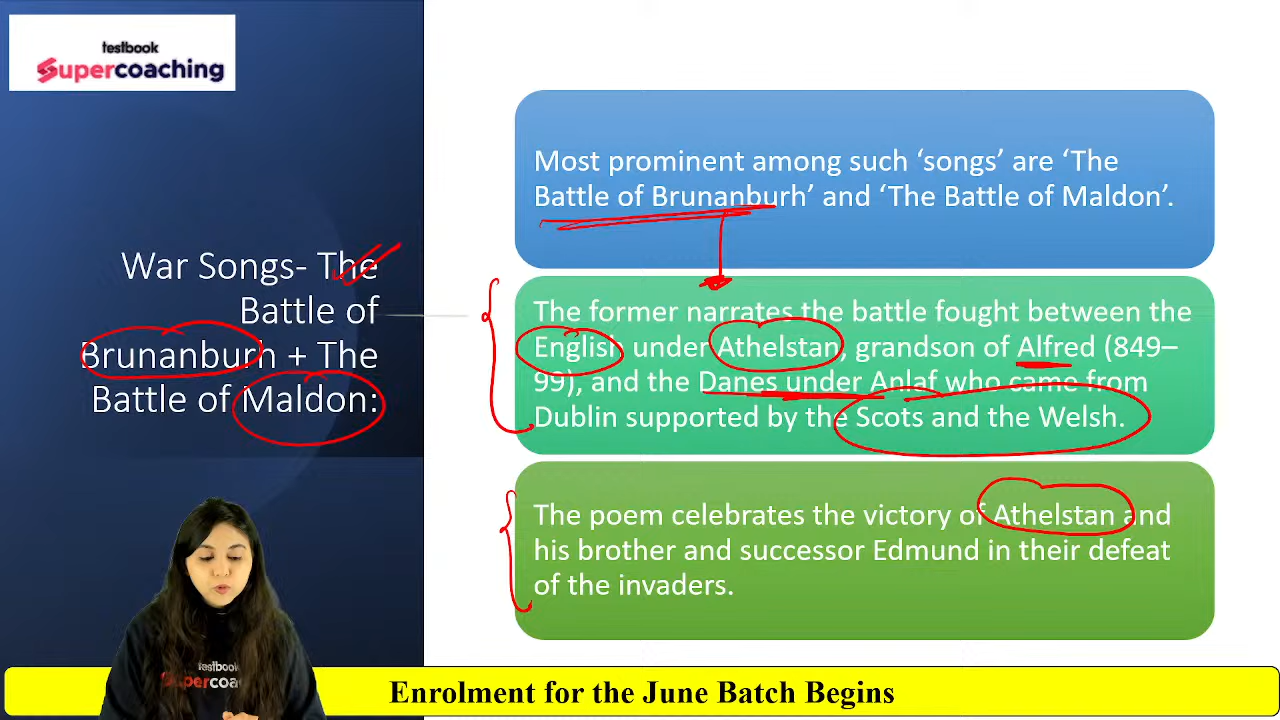 testbook
Supercoaching
War Songs- The
Battle of
Brunanburh + The
Battle of Maldon:
Most prominent among such ‘songs’ are ‘The
Battle of Brunanburh’ and ‘The Battle of Maldon’.
The former narrates the battle fought between the
English under Athelstan, grandson of Alfred (849–
99), and the Danes under Anlaf who came from
Dublin supported by the Scots and the Welsh.
The poem celebrates the victory of Athelstan and
his brother and successor Edmund in their defeat
of the invaders.
testbook
Supercoa
Enrolment for the June Batch Begins